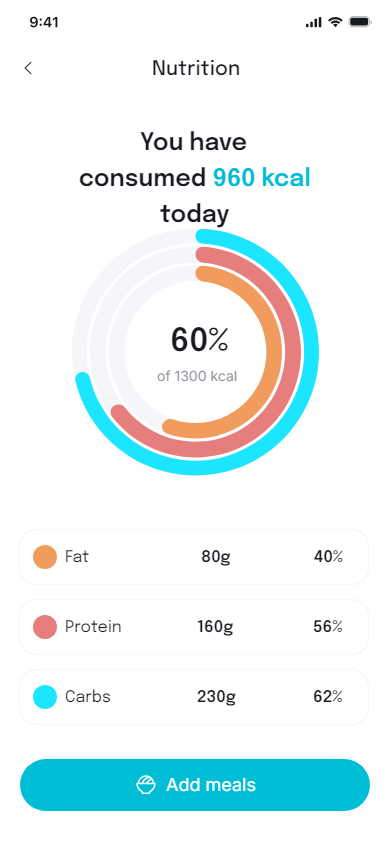 9:41
Nutrition
You have
consumed 960 kcal
today
60%
of 1300 kcal
Fat 80g 40%
Protein 160g 56%
Carbs 230g 62%
Add meals